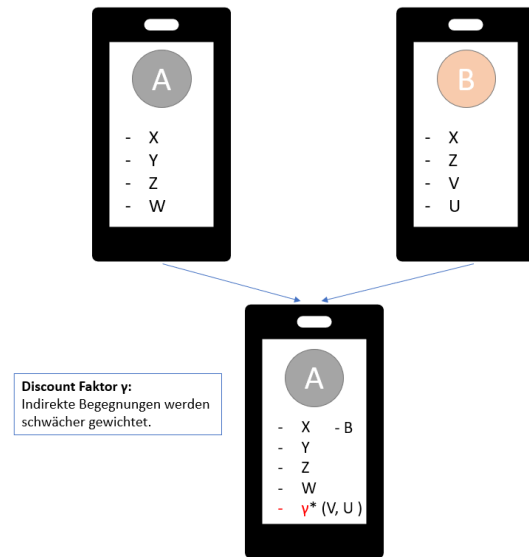 A
- X
- Y
- Z
- W
B
- X
- Z
- V
- U
Discount Faktor γ:
Indirekte Begegnungen werden
schwächer gewichtet.
A
- X - B
- Y
- Z
- W
- γ* (V, U )